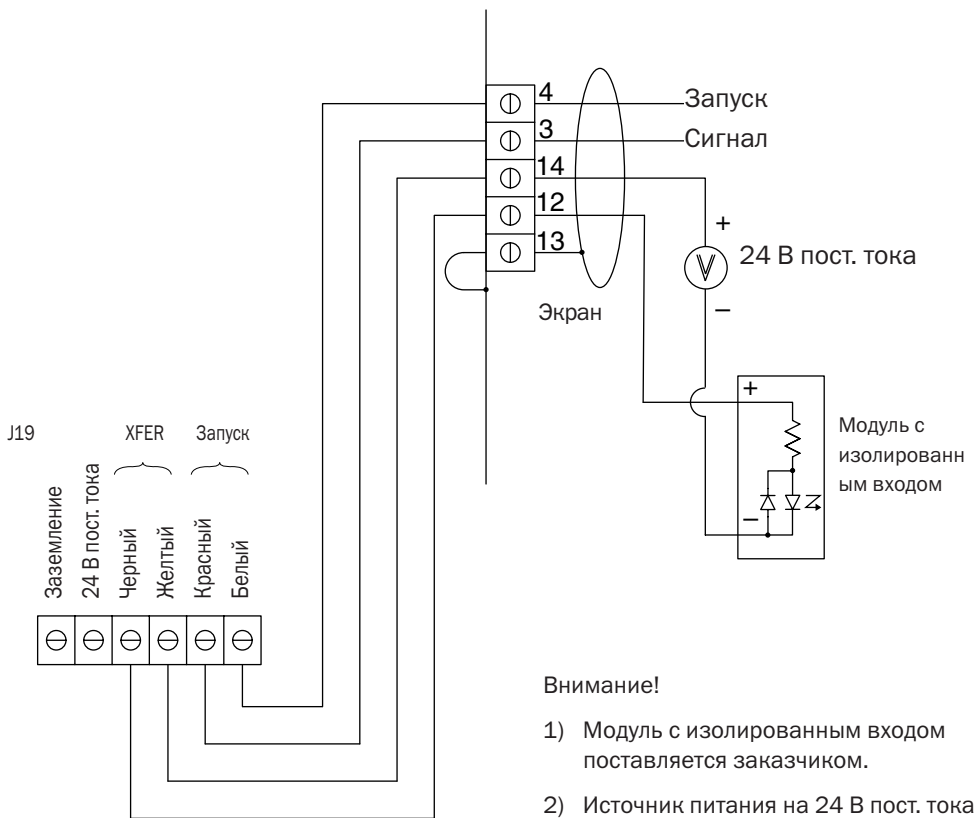 4
Запуск
3
Сигнал
14
12
13
+
24 В пост. тока
–
Экран
+
–
Модуль с
изолированн
ым входом
J19
XFER
Запуск
Заземление
24 В пост. тока
Черный
Желтый
Красный
Белый
Внимание!
1) Модуль с изолированным входом
поставляется заказчиком.
2) Источник питания на 24 В пост. тока